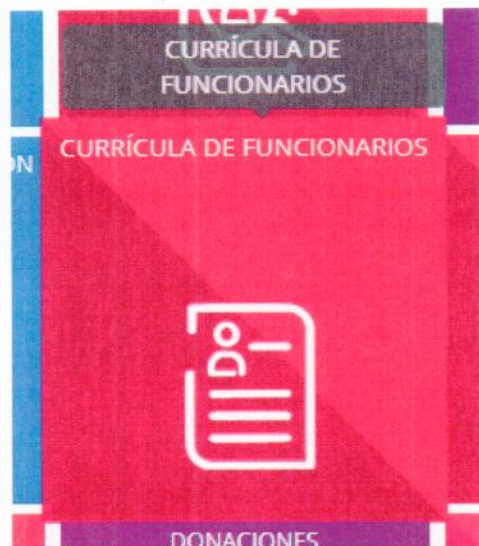 CURRÍCULA DE
FUNCIONARIOS
CURRÍCULA DE FUNCIONARIOS
DONACIONES